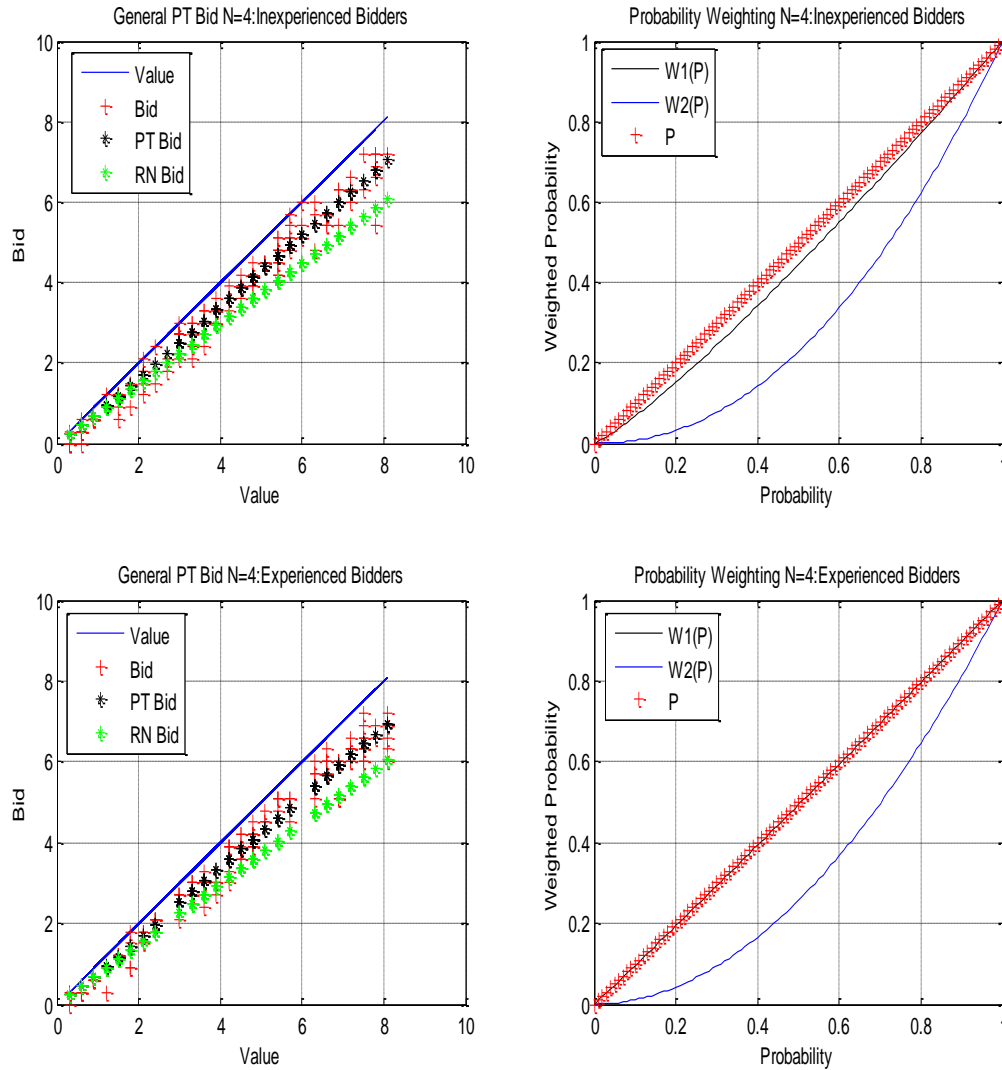 General PT Bid N=4:Inexperienced Bidders
10
8
6
4
2
0
Bid
Value
Bid
PT Bid
RN Bid
0 2 4 6 8 10
Value
Probability Weighting N=4:Inexperienced Bidders
1
0.8
0.6
0.4
0.2
0
Weighted Probability
W1(P)
W2(P)
P
0 0.2 0.4 0.6 0.8 1
Probability
General PT Bid N=4:Experienced Bidders
10
8
6
4
2
0
Bid
Value
Bid
PT Bid
RN Bid
0 2 4 6 8 10
Value
Probability Weighting N=4:Experienced Bidders
1
0.8
0.6
0.4
0.2
0
Weighted Probability
W1(P)
W2(P)
P
0 0.2 0.4 0.6 0.8 1
Probability